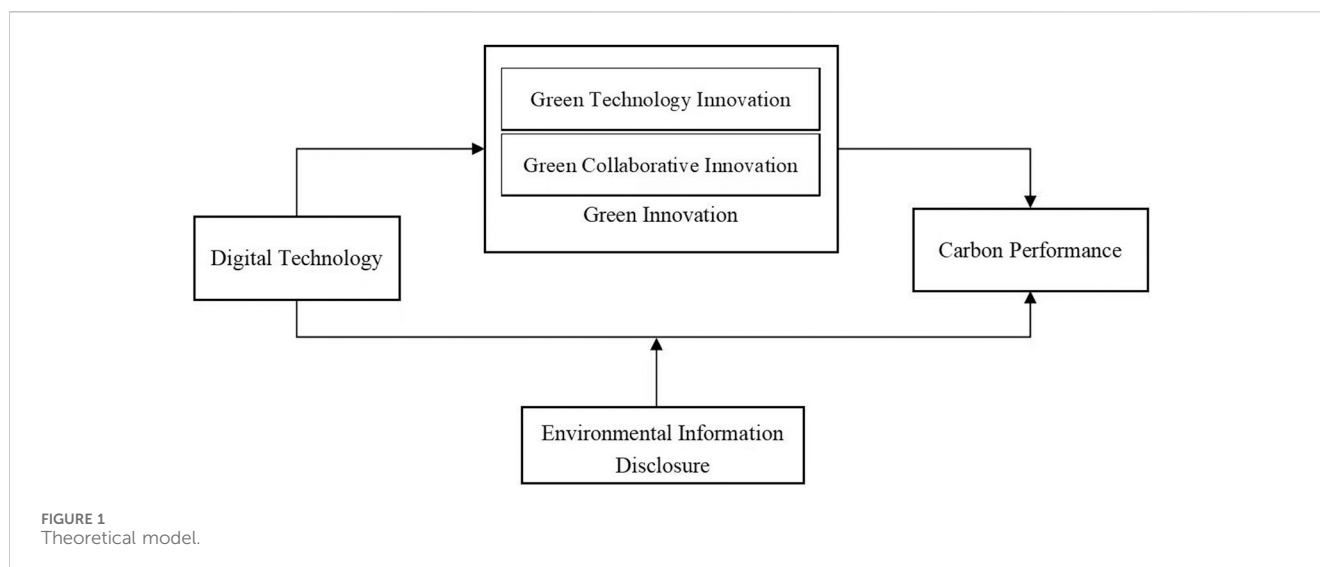 Green Technology Innovation
Green Collaborative Innovation
Green Innovation
Digital Technology
Carbon Performance
Environmental Information
Disclosure
FIGURE 1
Theoretical model.